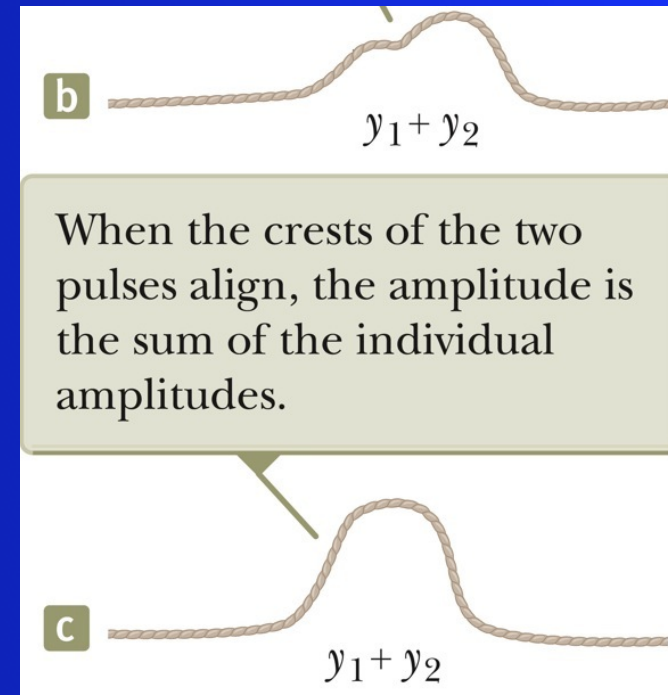 b
y1 + y2
When the crests of the two
pulses align, the amplitude is
the sum of the individual
amplitudes.
c
y1 + y2